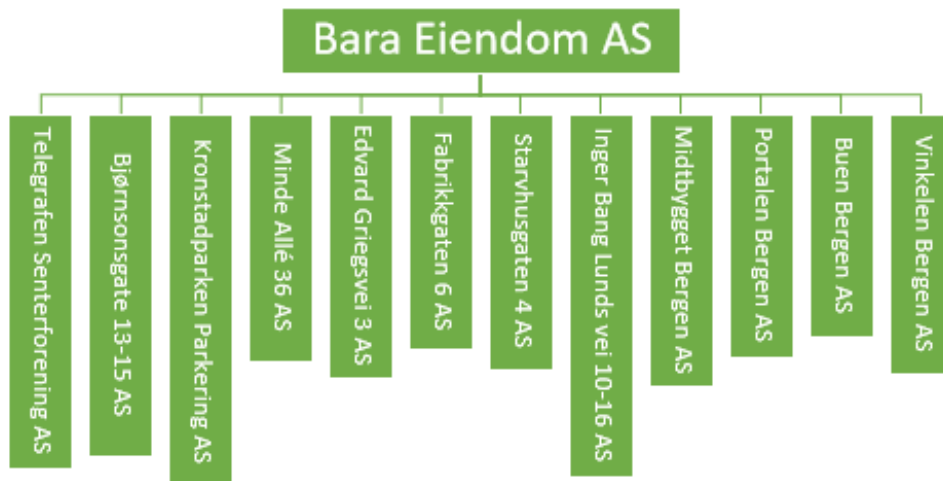 Bara Eiendom AS
Telegrafen Senterforening AS
Bjørnsonsgate 13-15 AS
Kronstadparken Parkering AS
Minde Allé 36 AS
Edvard Griegsvei 3 AS
Fabrikkgaten 6 AS
Starvhusgaten 4 AS
Inger Bang Lunds vei 10-16 AS
Midtbygget Bergen AS
Portalen Bergen AS
Buen Bergen AS
Vinkelen Bergen AS